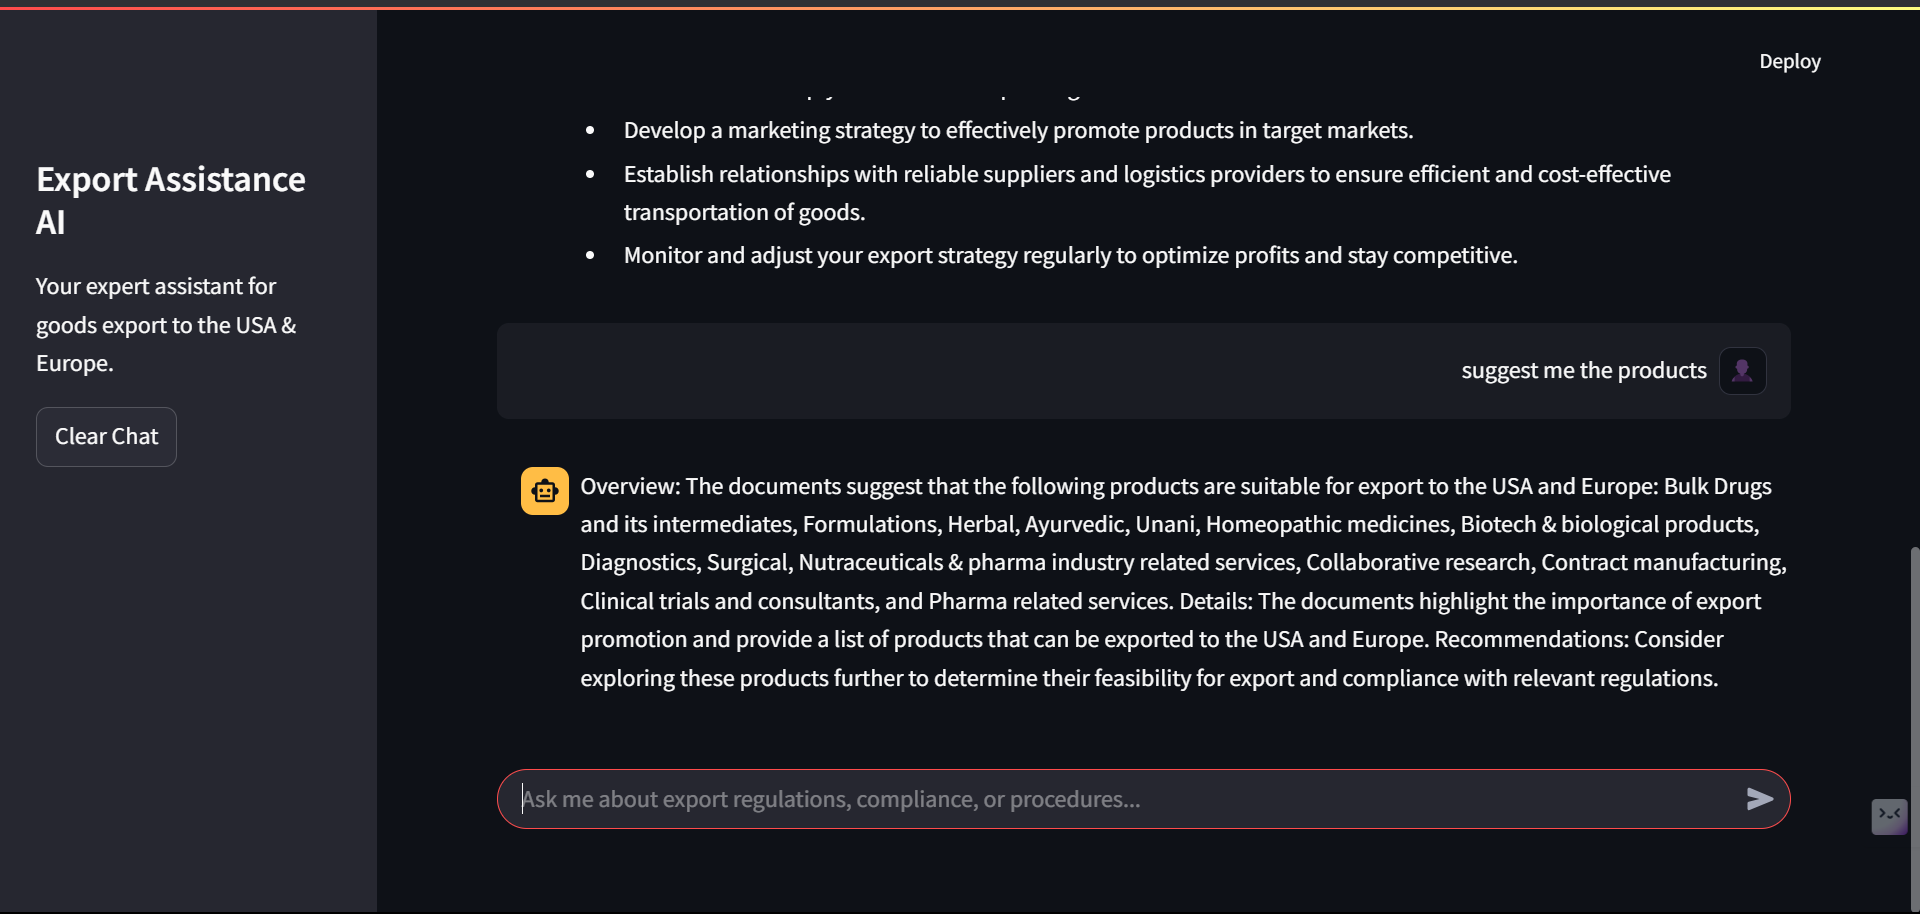 Deploy
Export Assistance
AI
Your expert assistant for
goods export to the USA &
Europe.
Clear Chat
• Develop a marketing strategy to effectively promote products in target markets.
• Establish relationships with reliable suppliers and logistics providers to ensure efficient and cost-effective
transportation of goods.
• Monitor and adjust your export strategy regularly to optimize profits and stay competitive.
suggest me the products
Overview: The documents suggest that the following products are suitable for export to the USA and Europe: Bulk Drugs
and its intermediates, Formulations, Herbal, Ayurvedic, Unani, Homeopathic medicines, Biotech & biological products,
Diagnostics, Surgical, Nutraceuticals & pharma industry related services, Collaborative research, Contract manufacturing,
Clinical trials and consultants, and Pharma related services. Details: The documents highlight the importance of export
promotion and provide a list of products that can be exported to the USA and Europe. Recommendations: Consider
exploring these products further to determine their feasibility for export and compliance with relevant regulations.
Ask me about export regulations, compliance, or procedures...